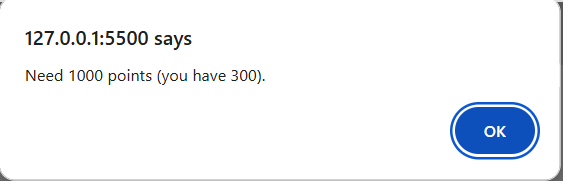 127.0.0.1:5500 says
Need 1000 points (you have 300).
OK